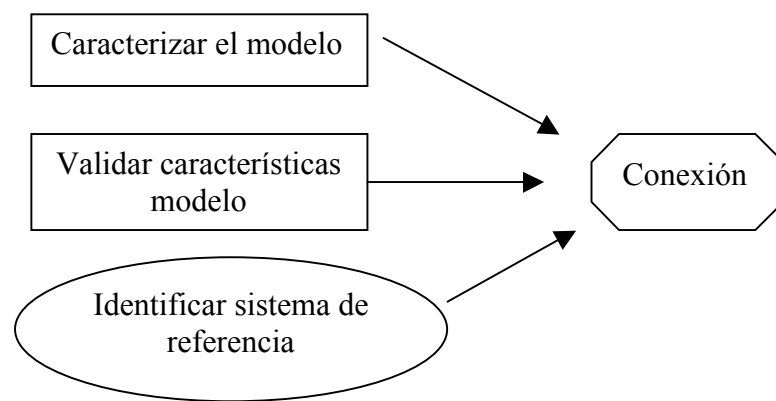 Caracterizar el modelo
Validar características
modelo
Identificar sistema de
referencia
Conexión